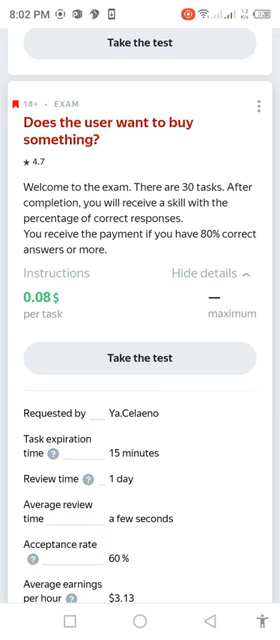 8:02 PM
1.2
K/s
328
Take the test
18+ • EXAM
Does the user want to buy
something?
★ 4.7
Welcome to the exam. There are 30 tasks. After
completion, you will receive a skill with the
percentage of correct responses.
You receive the payment if you have 80% correct
answers or more.
Instructions
Hide details
0.08 $
—
per task
maximum
Take the test
Requested by
Ya.Celaeno
Task expiration
time ?
15 minutes
Review time ?
1 day
Average review
time
a few seconds
Acceptance rate
?
60 %
Average earnings
per hour ?
$3.13